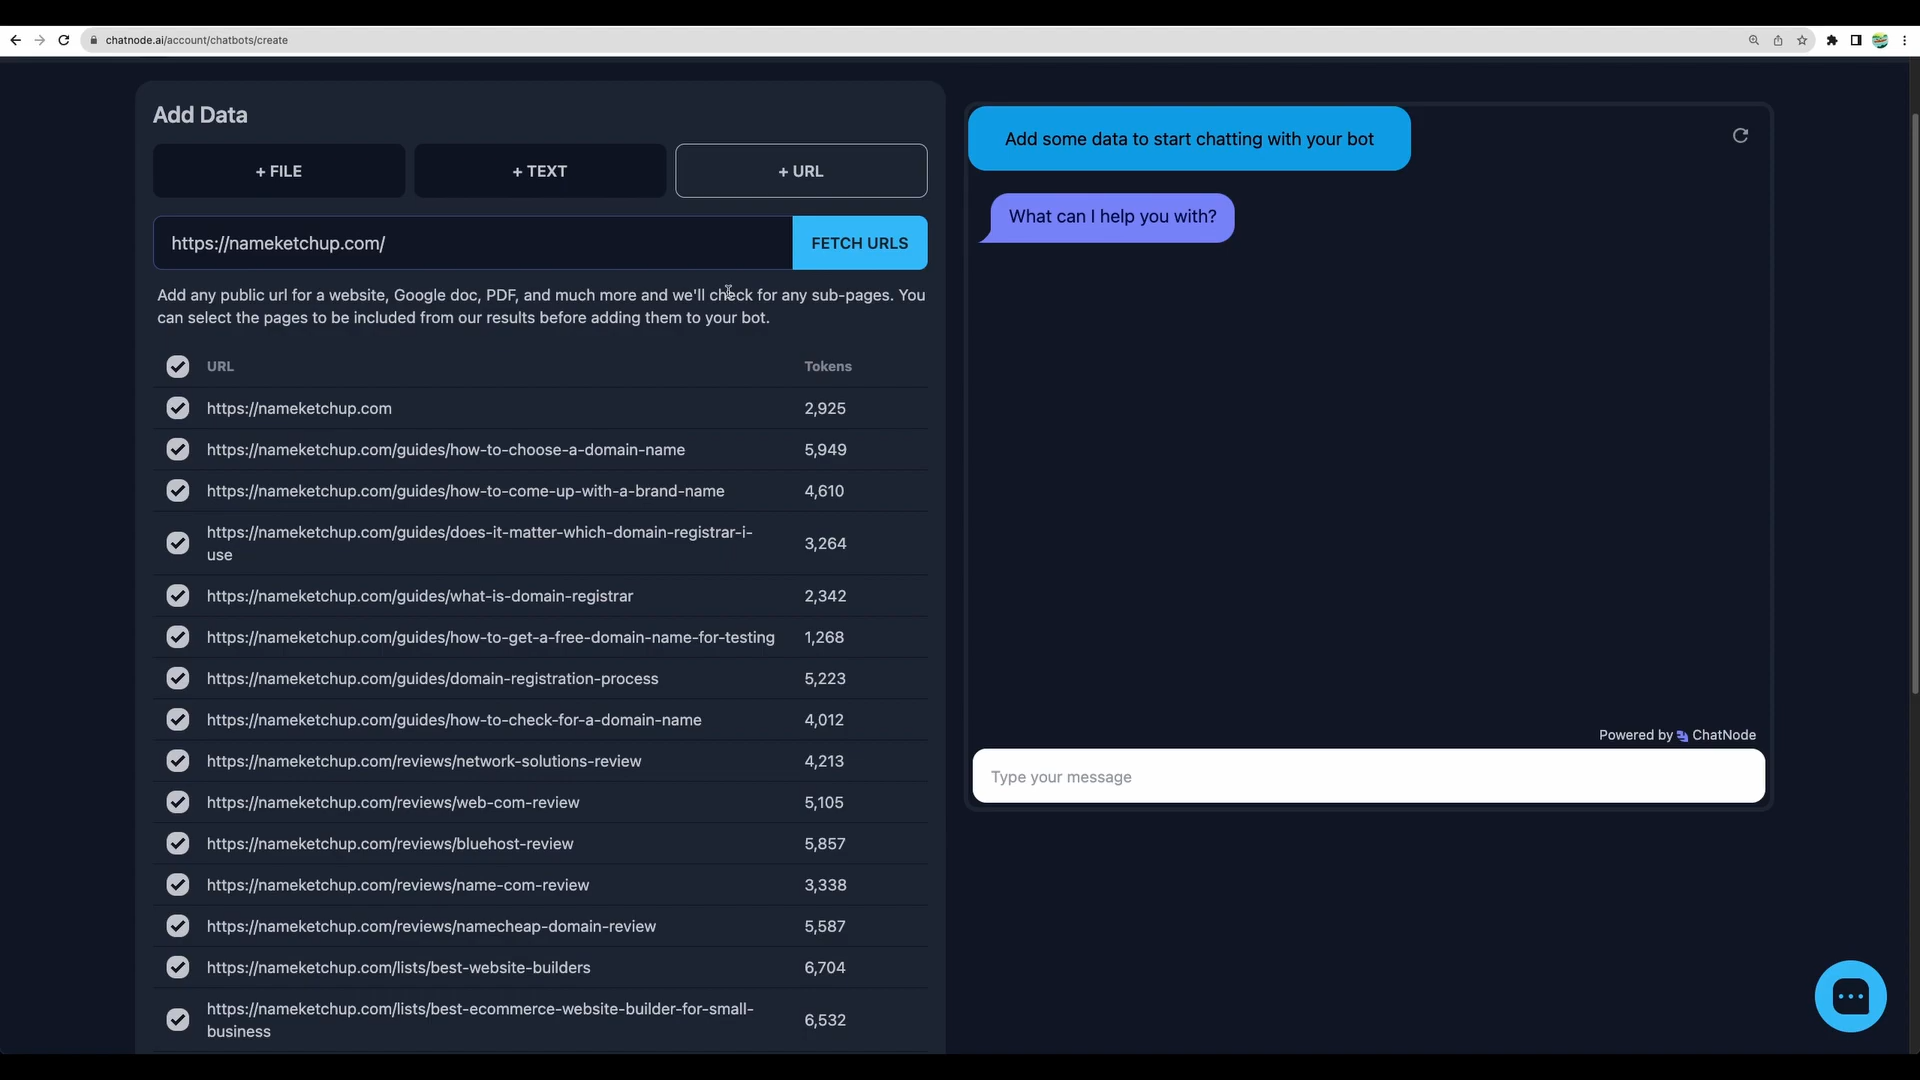 chatnode.ai/account/chatbots/create
Add Data
+ FILE
+ TEXT
+ URL
https://nameketchup.com/
FETCH URLS
Add any public url for a website, Google doc, PDF, and much more and we'll check for any sub-pages. You
can select the pages to be included from our results before adding them to your bot.
URL Tokens
https://nameketchup.com 2,925
https://nameketchup.com/guides/how-to-choose-a-domain-name 5,949
https://nameketchup.com/guides/how-to-come-up-with-a-brand-name 4,610
https://nameketchup.com/guides/does-it-matter-which-domain-registrar-i-
use 3,264
https://nameketchup.com/guides/what-is-domain-registrar 2,342
https://nameketchup.com/guides/how-to-get-a-free-domain-name-for-testing 1,268
https://nameketchup.com/guides/domain-registration-process 5,223
https://nameketchup.com/guides/how-to-check-for-a-domain-name 4,012
https://nameketchup.com/reviews/network-solutions-review 4,213
https://nameketchup.com/reviews/web-com-review 5,105
https://nameketchup.com/reviews/bluehost-review 5,857
https://nameketchup.com/reviews/name-com-review 3,338
https://nameketchup.com/reviews/namecheap-domain-review 5,587
https://nameketchup.com/lists/best-website-builders 6,704
https://nameketchup.com/lists/best-ecommerce-website-builder-for-small-
business 6,532
Add some data to start chatting with your bot
What can I help you with?
Powered by ChatNode
Type your message